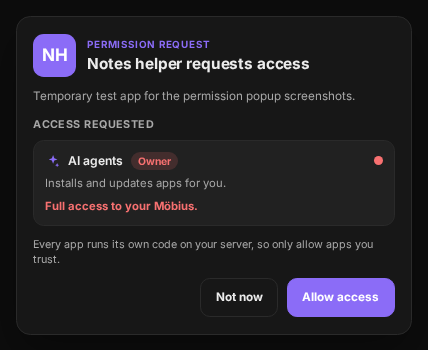 NH
PERMISSION REQUEST
Notes helper requests access
Temporary test app for the permission popup screenshots.
ACCESS REQUESTED
AI agents Owner
Installs and updates apps for you.
Full access to your Möbius.
Every app runs its own code on your server, so only allow apps you
trust.
Not now Allow access